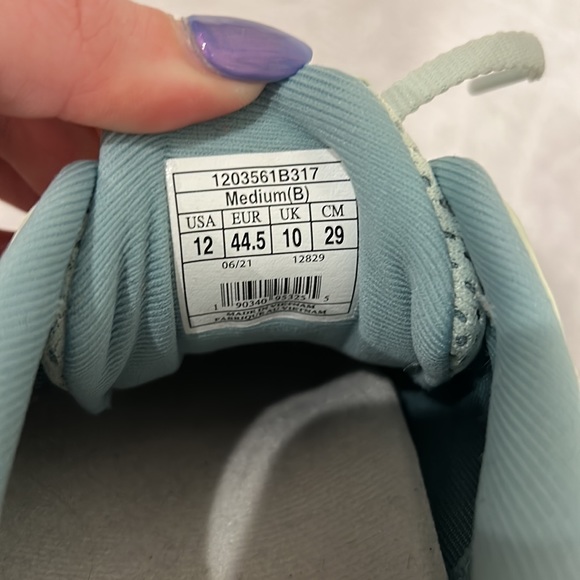 1203561B317
Medium(B)
USA EUR UK CM
12 44.5 10 29
06/21 12829
1 90340 95325 5
MADE IN VIETNAM
FABRIQUE AU VIETNAM